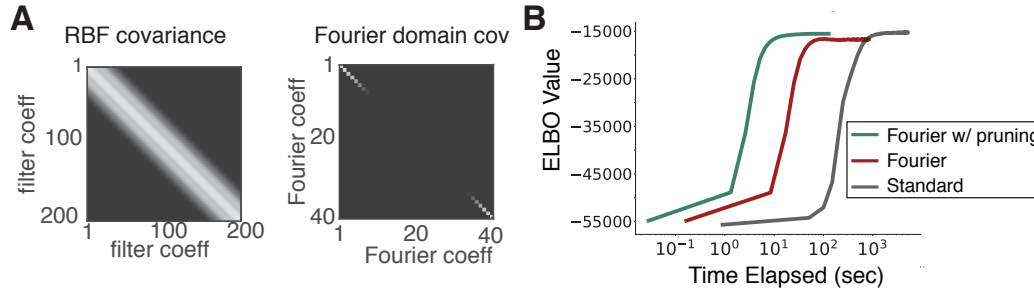 A
RBF covariance
1
100
200
filter coeff
1
100
200
filter coeff
Fourier domain cov
1
20
40
Fourier coeff
1
20
40
Fourier coeff
B
−15000
−25000
−35000
−45000
−55000
ELBO Value
Fourier w/ pruning
Fourier
Standard
10⁻¹
10⁰
10¹
10²
10³
Time Elapsed (sec)